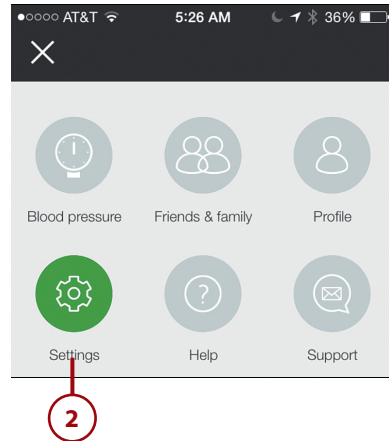 AT&T 5:26 AM 36%
Blood pressure Friends & family Profile
?
Settings Help Support
2